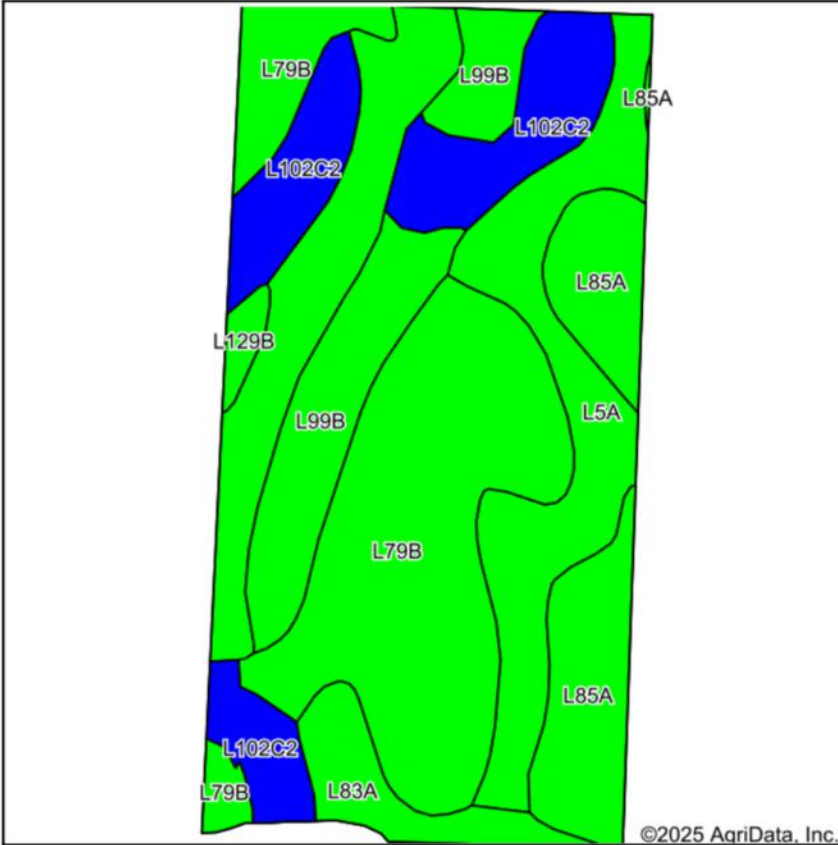 L79B
L99B
L85A
L102C2
L102C2
L85A
L129B
L5A
L99B
L79B
L85A
L102C2
L79B
L83A
©2025 AgriData, Inc.